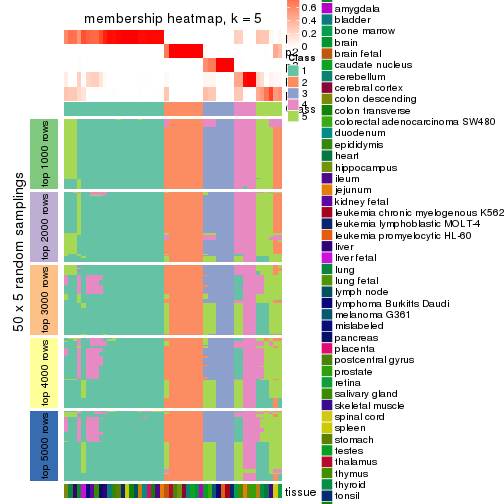 membership heatmap, k = 5
0.6
0.4
0.2
0
Class
1
2
3
4
5
50 x 5 random samplings
top 1000 rows
top 2000 rows
top 3000 rows
top 4000 rows
top 5000 rows
tissue
amygdala
bladder
bone marrow
brain
brain fetal
caudate nucleus
cerebellum
cerebral cortex
colon descending
colon transverse
colorectal adenocarcinoma SW480
duodenum
epididymis
heart
hippocampus
ileum
jejunum
kidney fetal
leukemia chronic myelogenous K562
leukemia lymphoblastic MOLT-4
leukemia promyelocytic HL-60
liver
liver fetal
lung
lung fetal
lymph node
lymphoma Burkitts Daudi
melanoma G361
mislabeled
pancreas
placenta
postcentral gyrus
prostate
retina
salivary gland
skeletal muscle
spinal cord
spleen
stomach
testes
thalamus
thymus
thyroid
tonsil